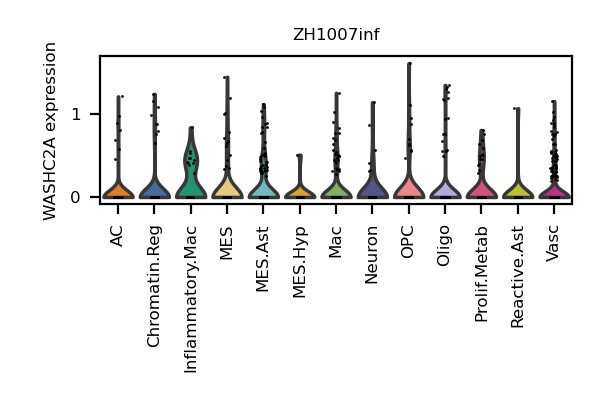 ZH1007inf
WASHC2A expression
1
0
AC
Chromatin.Reg
Inflammatory.Mac
MES
MES.Ast
MES.Hyp
Mac
Neuron
OPC
Oligo
Prolif.Metab
Reactive.Ast
Vasc